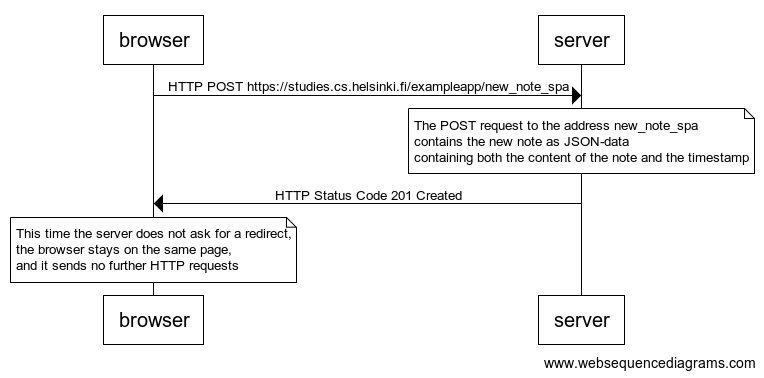 browser
server
HTTP POST https://studies.cs.helsinki.fi/exampleapp/new_note_spa
The POST request to the address new_note_spa
contains the new note as JSON-data
containing both the content of the note and the timestamp
HTTP Status Code 201 Created
This time the server does not ask for a redirect,
the browser stays on the same page,
and it sends no further HTTP requests
browser
server
www.websequencediagrams.com